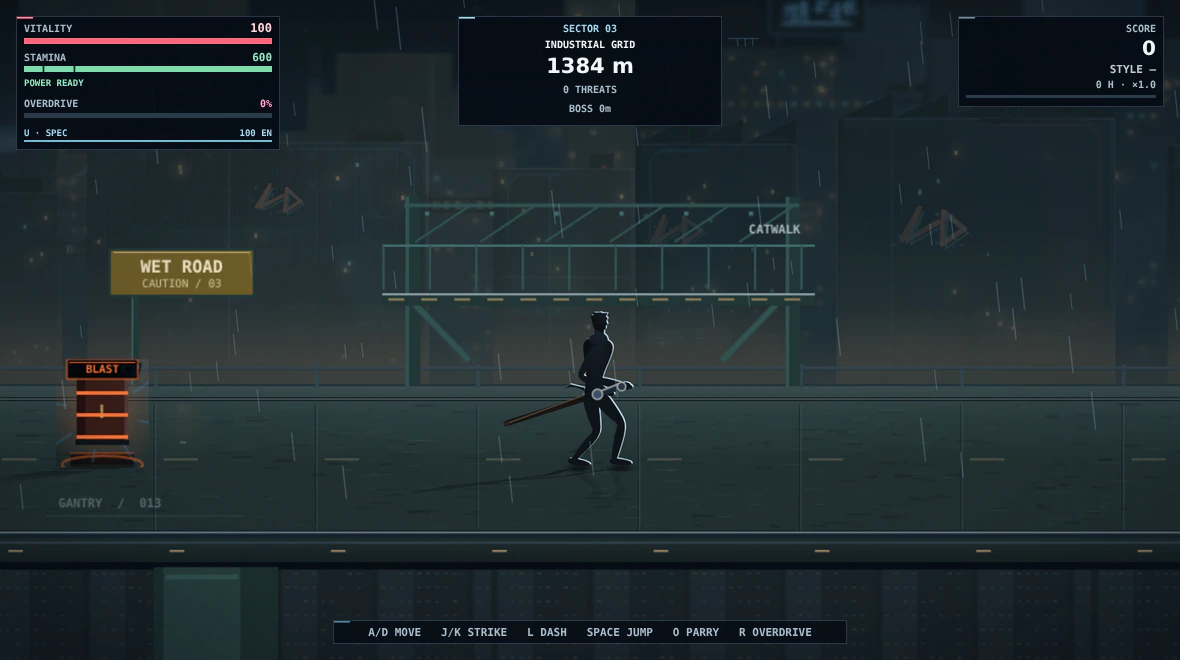 VITALITY 100
STAMINA 600
POWER READY
OVERDRIVE 0%
U · SPEC 100 EN
SECTOR 03
INDUSTRIAL GRID
1384 m
0 THREATS
BOSS 0m
SCORE
0
STYLE —
0 H · ×1.0
CATWALK
WET ROAD
CAUTION / 03
BLAST
!
GANTRY / 013
A/D MOVE J/K STRIKE L DASH SPACE JUMP O PARRY R OVERDRIVE